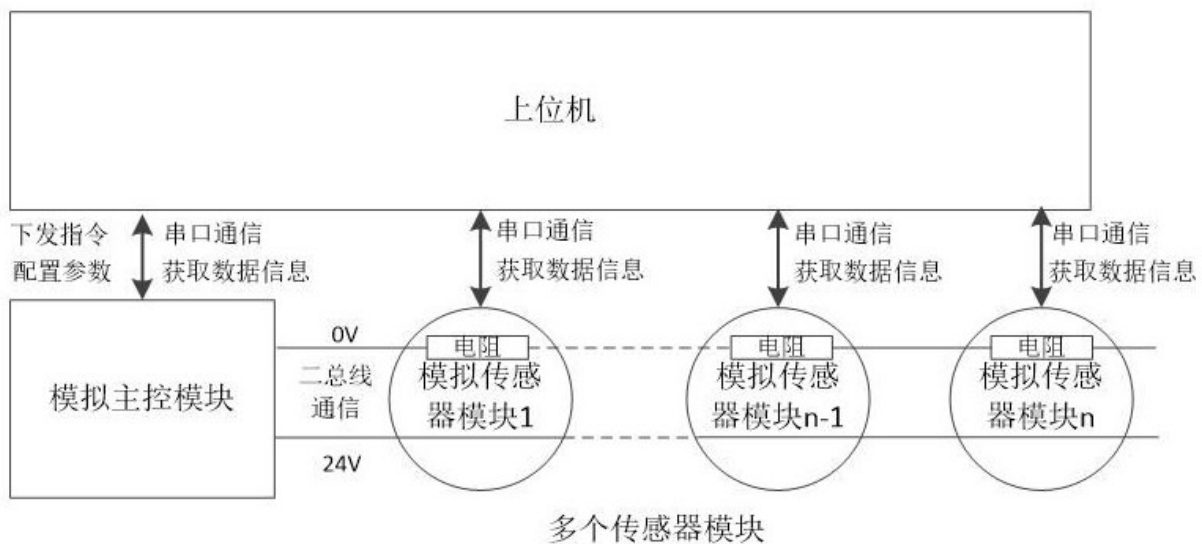 上位机
下发指令
配置参数
串口通信
获取数据信息
串口通信
获取数据信息
串口通信
获取数据信息
串口通信
获取数据信息
模拟主控模块
0V
二总线
通信
24V
电阻
模拟传感
器模块1
电阻
模拟传感
器模块n-1
电阻
模拟传感
器模块n
多个传感器模块